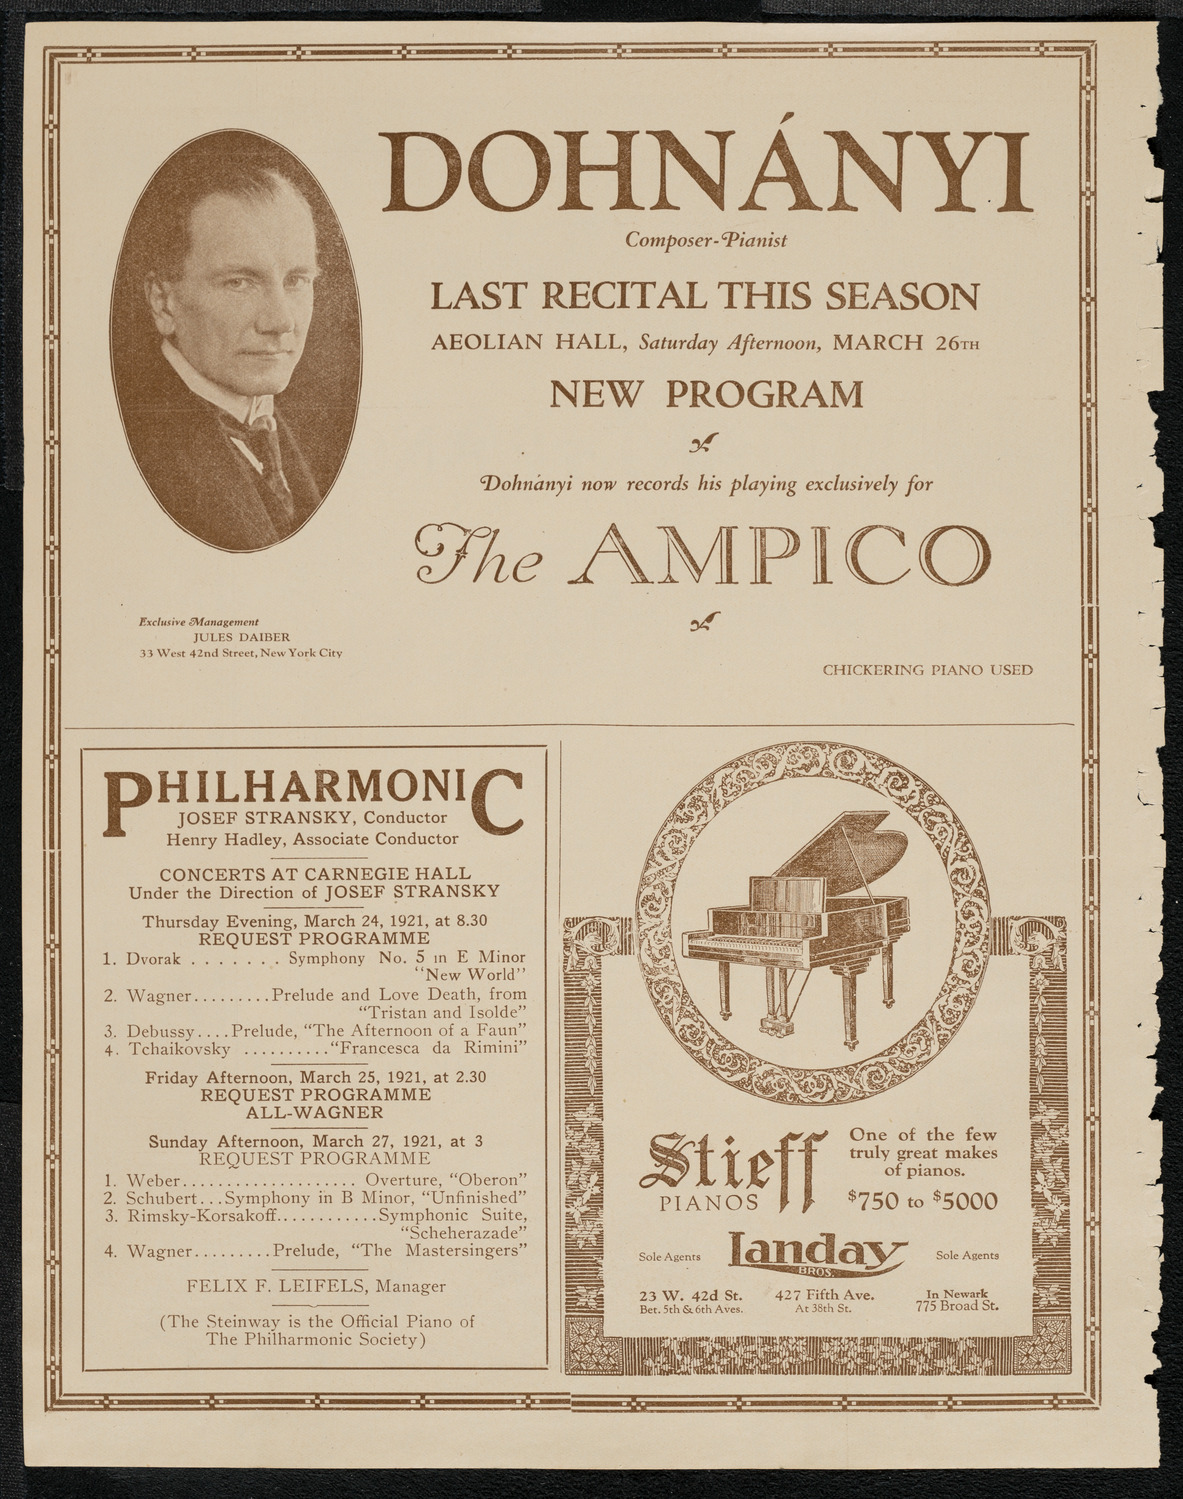 DOHNÁNYI
Composer-Pianist
LAST RECITAL THIS SEASON
AEOLIAN HALL, Saturday Afternoon, MARCH 26TH
NEW PROGRAM
Dohnányi now records his playing exclusively for
The AMPICO
Exclusive Management
JULES DAIBER
33 West 42nd Street, New York City
CHICKERING PIANO USED
PHILHARMONIC
JOSEF STRANSKY, Conductor
Henry Hadley, Associate Conductor
CONCERTS AT CARNEGIE HALL
Under the Direction of JOSEF STRANSKY
Thursday Evening, March 24, 1921, at 8.30
REQUEST PROGRAMME
1. Dvorak . . . . . . . Symphony No. 5 in E Minor
"New World"
2. Wagner.........Prelude and Love Death, from
"Tristan and Isolde"
3. Debussy....Prelude, "The Afternoon of a Faun"
4. Tchaikovsky .........."Francesca da Rimini"
Friday Afternoon, March 25, 1921, at 2.30
REQUEST PROGRAMME
ALL-WAGNER
Sunday Afternoon, March 27, 1921, at 3
REQUEST PROGRAMME
1. Weber................... Overture, "Oberon"
2. Schubert...Symphony in B Minor, "Unfinished"
3. Rimsky-Korsakoff............Symphonic Suite,
"Scheherazade"
4. Wagner.........Prelude, "The Mastersingers"
FELIX F. LEIFELS, Manager
(The Steinway is the Official Piano of
The Philharmonic Society)
Stieff
PIANOS
One of the few
truly great makes
of pianos.
$750 to $5000
Sole Agents
Landay
BROS.
Sole Agents
23 W. 42d St.
Bet. 5th & 6th Aves.
427 Fifth Ave.
At 38th St.
In Newark
775 Broad St.